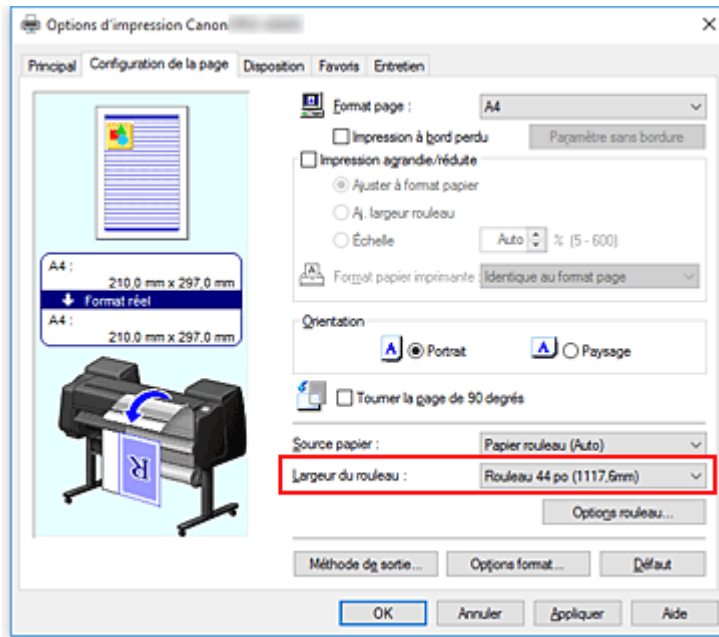 Options d'impression Canon
Principal Configuration de la page Disposition Favoris Entretien
Format page : A4
Impression à bord perdu Paramètre sans bordure
Impression agrandie/réduite
Ajuster à format papier
Aj. largeur rouleau
Échelle Auto % (5 - 600)
Format papier imprimante : Identique au format page
A4 :
210,0 mm x 297,0 mm
Format réel
A4 :
210,0 mm x 297,0 mm
Orientation
A Portrait A Paysage
Tourner la page de 90 degrés
R
Source papier : Papier rouleau (Auto)
Largeur du rouleau : Rouleau 44 po (1117,6mm)
Options rouleau...
Méthode de sortie... Options format... Défaut
OK Annuler Appliquer Aide